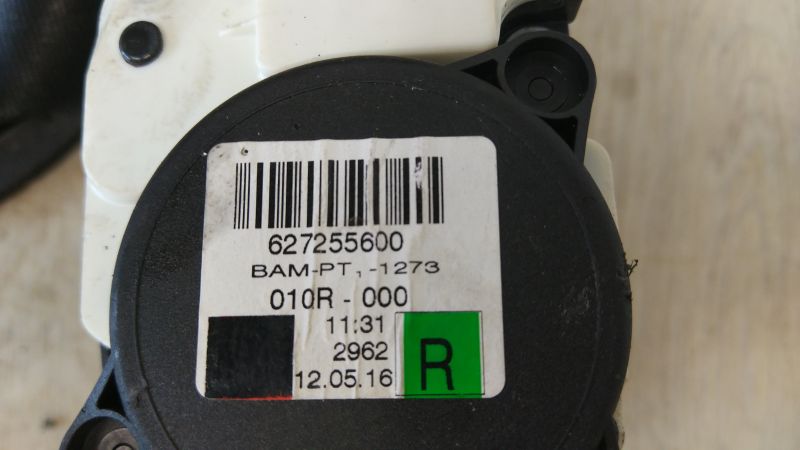 627255600
BAM-PT, -1273
010R - 000
11:31
2962
12.05.16
R